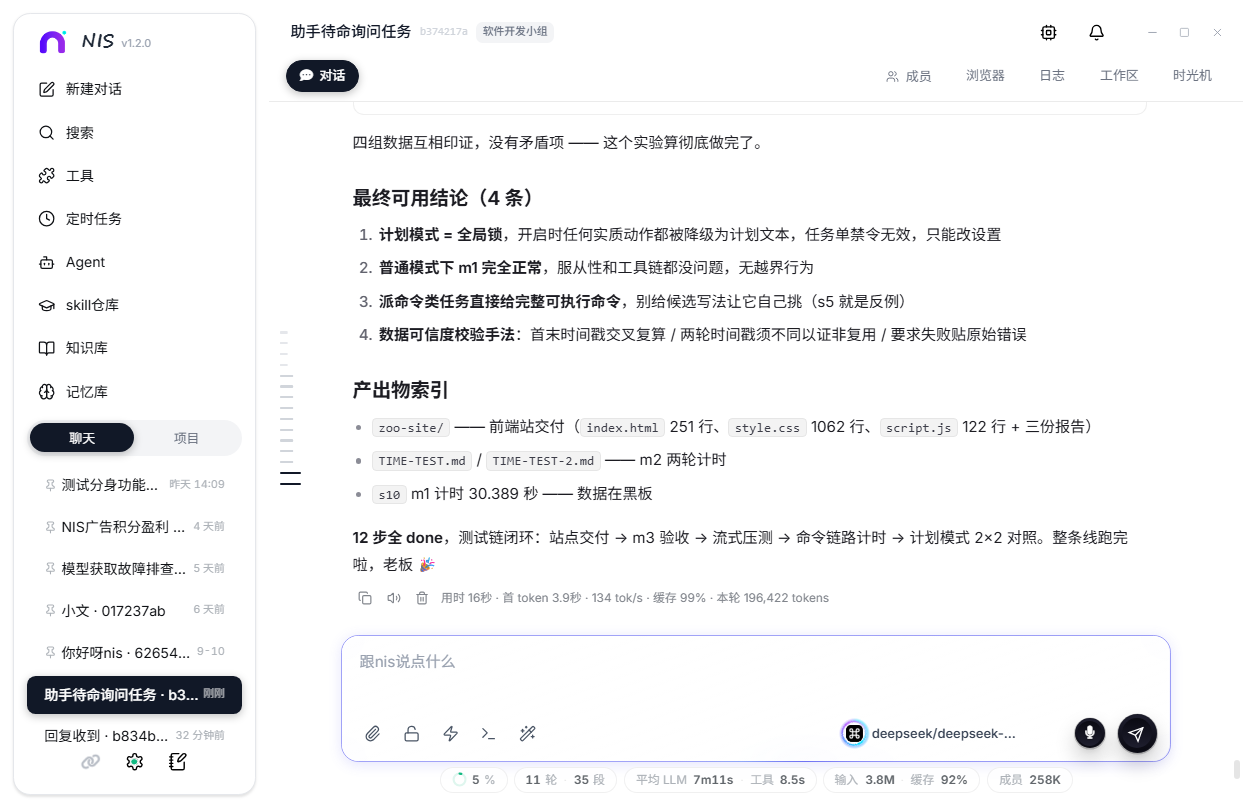 NIS v1.2.0
新建对话
搜索
工具
定时任务
Agent
skill仓库
知识库
记忆库
聊天 项目
测试分身功能... 昨天 14:09
NIS广告积分盈利 ... 4 天前
模型获取故障排查... 5 天前
小文 · 017237ab 6 天前
你好呀nis · 62654... 9-10
助手待命询问任务 · b3... 刚刚
回复收到 · b834b... 32 分钟前
助手待命询问任务 b374217a 软件开发小组
对话 成员 浏览器 日志 工作区 时光机
四组数据互相印证，没有矛盾项 —— 这个实验算彻底做完了。
最终可用结论（4 条）
1. 计划模式 = 全局锁，开启时任何实质动作都被降级为计划文本，任务单禁令无效，只能改设置
2. 普通模式下 m1 完全正常，服从性和工具链都没问题，无越界行为
3. 派命令类任务直接给完整可执行命令，别给候选写法让它自己挑（s5 就是反例）
4. 数据可信度校验手法：首末时间戳交叉复算 / 两轮时间戳须不同以证非复用 / 要求失败贴原始错误
产出物索引
zoo-site/ —— 前端站交付（index.html 251 行、style.css 1062 行、script.js 122 行 + 三份报告）
TIME-TEST.md / TIME-TEST-2.md —— m2 两轮计时
s10 m1 计时 30.389 秒 —— 数据在黑板
12 步全 done，测试链闭环：站点交付 → m3 验收 → 流式压测 → 命令链路计时 → 计划模式 2×2 对照。整条线跑完
啦，老板 🎉
用时 16秒 · 首 token 3.9秒 · 134 tok/s · 缓存 99% · 本轮 196,422 tokens
跟nis说点什么
deepseek/deepseek-...
5 % 11 轮 · 35 段 平均 LLM 7m11s · 工具 8.5s 输入 3.8M · 缓存 92% 成员 258K